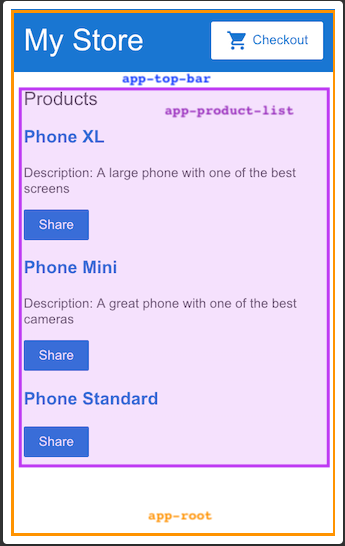 My Store
Checkout
app-top-bar
Products
app-product-list
Phone XL
Description: A large phone with one of the best
screens
Share
Phone Mini
Description: A great phone with one of the best
cameras
Share
Phone Standard
Share
app-root